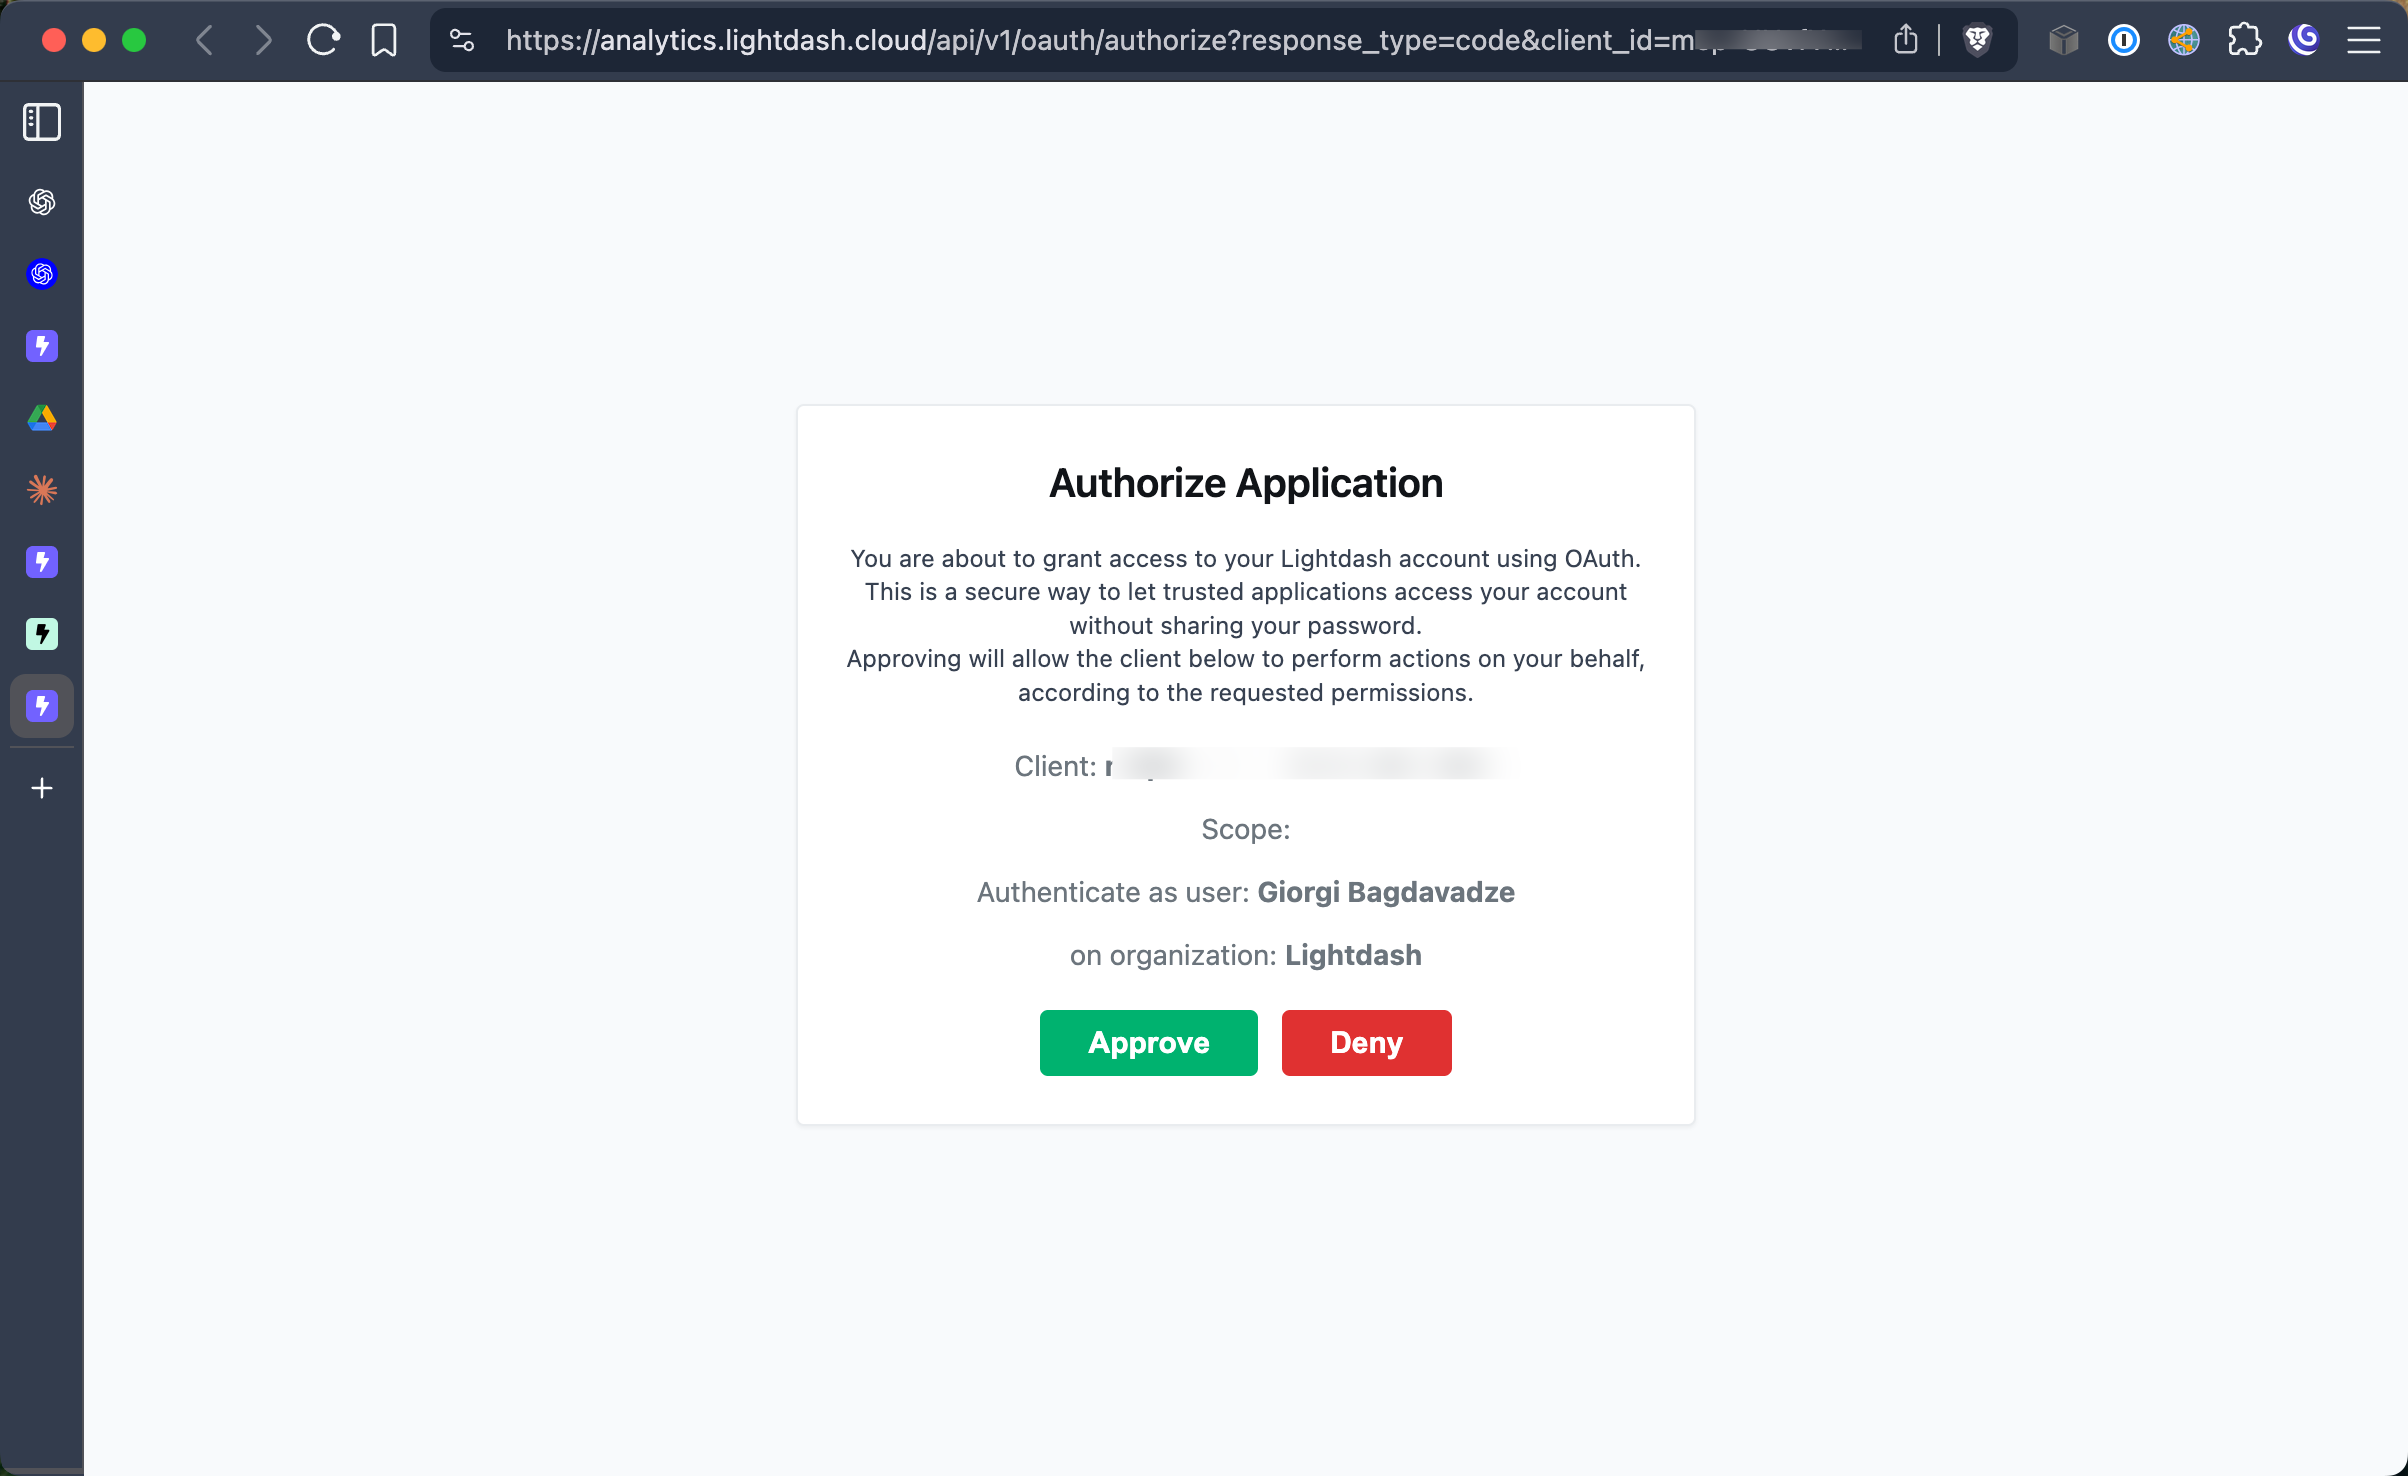 https://analytics.lightdash.cloud/api/v1/oauth/authorize?response_type=code&client_id=m
Authorize Application
You are about to grant access to your Lightdash account using OAuth.
This is a secure way to let trusted applications access your account
without sharing your password.
Approving will allow the client below to perform actions on your behalf,
according to the requested permissions.
Client:
Scope:
Authenticate as user: Giorgi Bagdavadze
on organization: Lightdash
Approve
Deny